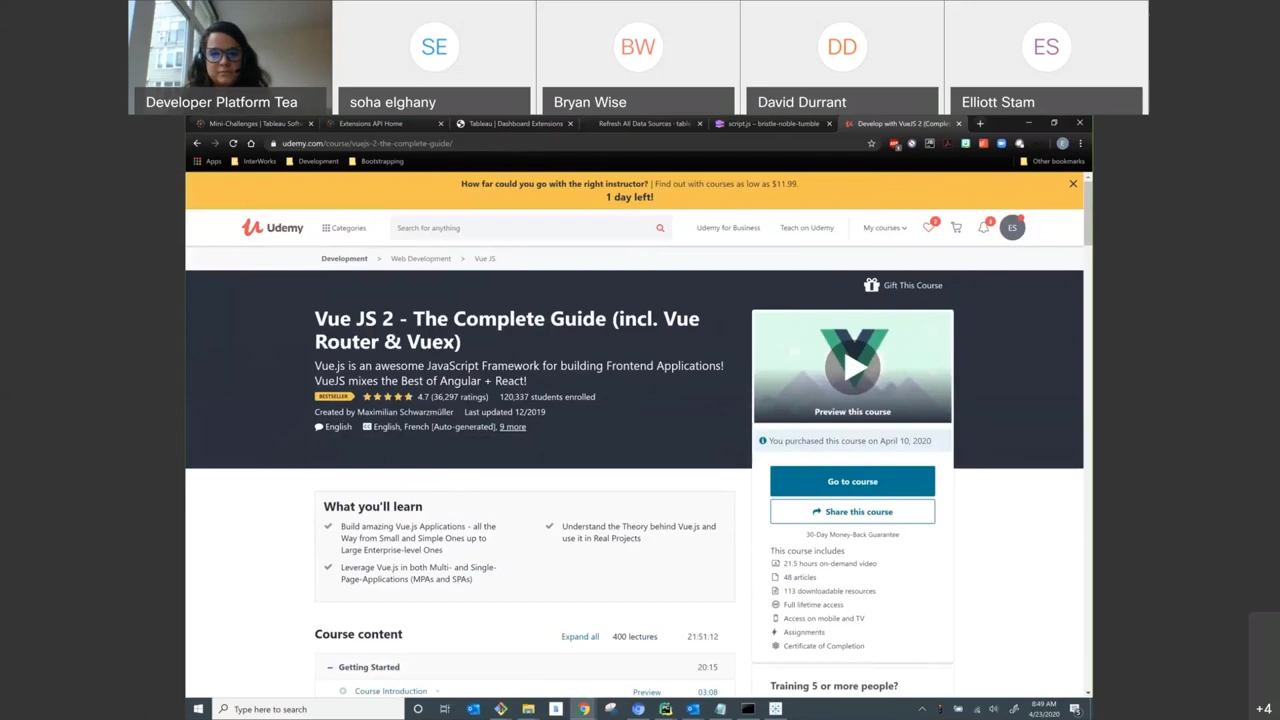 SE
BW
DD
ES
Developer Platform Tea
soha elghany
Bryan Wise
David Durrant
Elliott Stam
Mini-Challenges | Tableau Softw
Extensions API Home
Tableau | Dashboard Extensions
Refresh All Data Sources - table
script.js – bristle-noble-tumble
Develop with VueJS 2 (Comple
udemy.com/course/vuejs-2-the-complete-guide/
Apps
InterWorks
Development
Bootstrapping
Other bookmarks
How far could you go with the right instructor? | Find out with courses as low as $11.99.
1 day left!
Udemy
Categories
Search for anything
Udemy for Business
Teach on Udemy
My courses
2
3
ES
Development > Web Development > Vue JS
Gift This Course
Vue JS 2 - The Complete Guide (incl. Vue
Router & Vuex)
Vue.js is an awesome JavaScript Framework for building Frontend Applications!
VueJS mixes the Best of Angular + React!
BESTSELLER 4.7 (36,297 ratings) 120,337 students enrolled
Created by Maximilian Schwarzmüller Last updated 12/2019
English English, French [Auto-generated], 9 more
Preview this course
You purchased this course on April 10, 2020
Go to course
Share this course
30-Day Money-Back Guarantee
This course includes
21.5 hours on-demand video
48 articles
113 downloadable resources
Full lifetime access
Access on mobile and TV
Assignments
Certificate of Completion
Training 5 or more people?
What you'll learn
Build amazing Vue.js Applications - all the
Way from Small and Simple Ones up to
Large Enterprise-level Ones
Leverage Vue.js in both Multi- and Single-
Page-Applications (MPAs and SPAs)
Understand the Theory behind Vue.js and
use it in Real Projects
Course content
Expand all
400 lectures
21:51:12
Getting Started
20:15
Course Introduction
Preview
03:08
Type here to search
8:49 AM
4/23/2020
+4